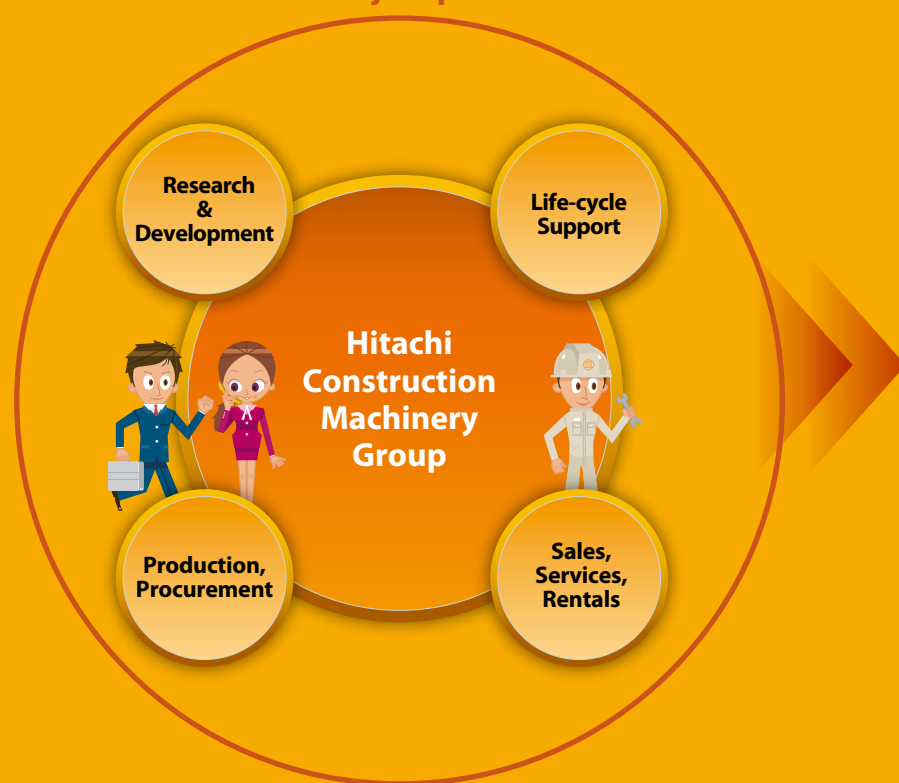 Research
&
Development
Life-cycle
Support
Hitachi
Construction
Machinery
Group
Production,
Procurement
Sales,
Services,
Rentals